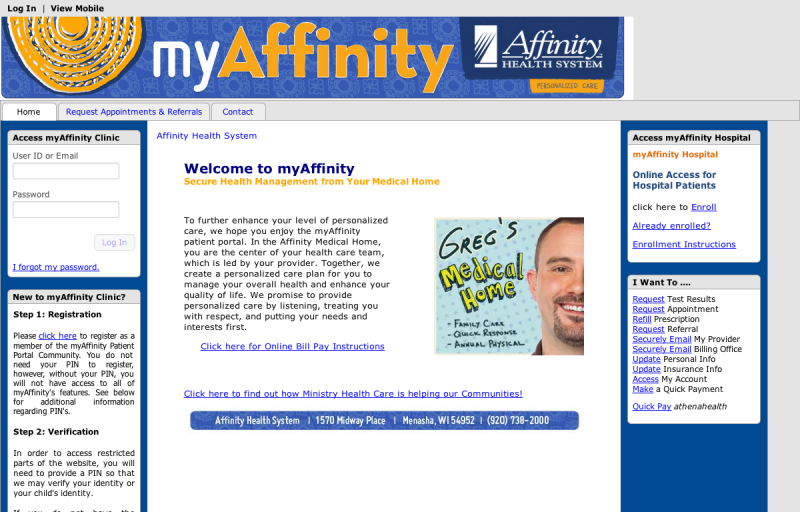 Log In | View Mobile
myAffinity
Affinity
HEALTH SYSTEM
PERSONALIZED CARE
Home
Request Appointments & Referrals
Contact
Access myAffinity Clinic
User ID or Email
Password
Log In
I forgot my password.
New to myAffinity Clinic?
Step 1: Registration
Please click here to register as a
member of the myAffinity Patient
Portal Community. You do not
need your PIN to register,
however, without your PIN, you
will not have access to all of
myAffinity's features. See below
for additional information
regarding PIN's.
Step 2: Verification
In order to access restricted
parts of the website, you will
need to provide a PIN so that
we may verify your identity or
your child's identity.
If you do not have the
Affinity Health System
Welcome to myAffinity
Secure Health Management from Your Medical Home
To further enhance your level of personalized
care, we hope you enjoy the myAffinity
patient portal. In the Affinity Medical Home,
you are the center of your health care team,
which is led by your provider. Together, we
create a personalized care plan for you to
manage your overall health and enhance your
quality of life. We promise to provide
personalized care by listening, treating you
with respect, and putting your needs and
interests first.
Click here for Online Bill Pay Instructions
GREG'S
Medical
Home
- FAMILY CARE
- QUICK RESPONSE
- ANNUAL PHYSICAL
Click here to find out how Ministry Health Care is helping our Communities!
Affinity Health System | 1570 Midway Place | Menasha, WI 54952 | (920) 738-2000
Access myAffinity Hospital
myAffinity Hospital
Online Access for
Hospital Patients
click here to Enroll
Already enrolled?
Enrollment Instructions
I Want To ....
Request Test Results
Request Appointment
Refill Prescription
Request Referral
Securely Email My Provider
Securely Email Billing Office
Update Personal Info
Update Insurance Info
Access My Account
Make a Quick Payment
Quick Pay athenahealth